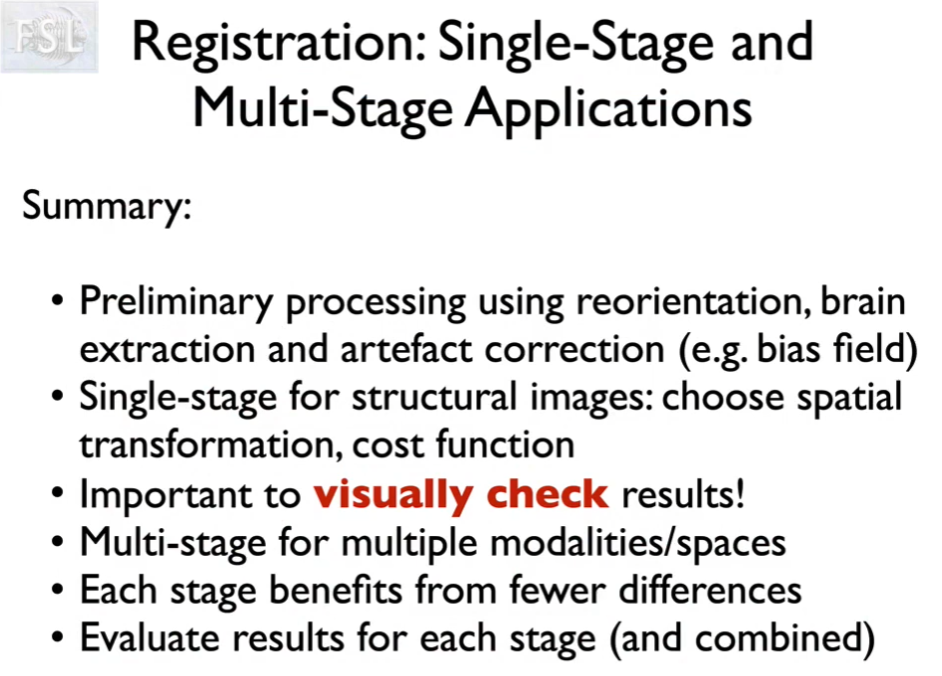 FSL
Registration: Single-Stage and
Multi-Stage Applications
Summary:
• Preliminary processing using reorientation, brain
extraction and artefact correction (e.g. bias field)
• Single-stage for structural images: choose spatial
transformation, cost function
• Important to visually check results!
• Multi-stage for multiple modalities/spaces
• Each stage benefits from fewer differences
• Evaluate results for each stage (and combined)